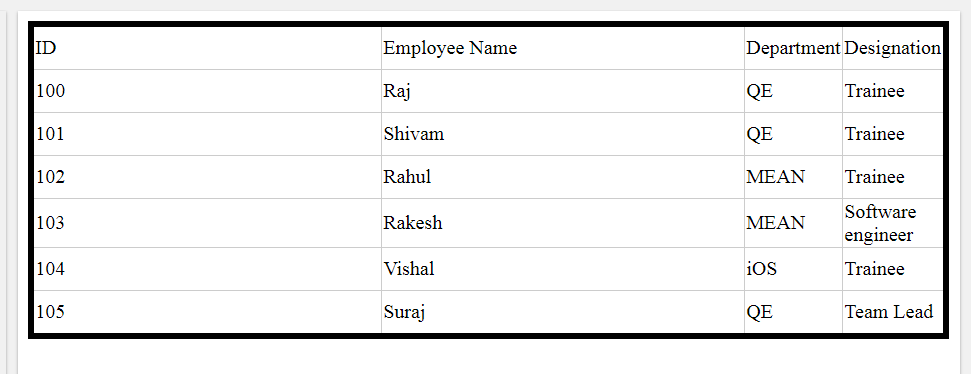 ID Employee Name Department Designation
100 Raj QE Trainee
101 Shivam QE Trainee
102 Rahul MEAN Trainee
103 Rakesh MEAN Software
engineer
104 Vishal iOS Trainee
105 Suraj QE Team Lead